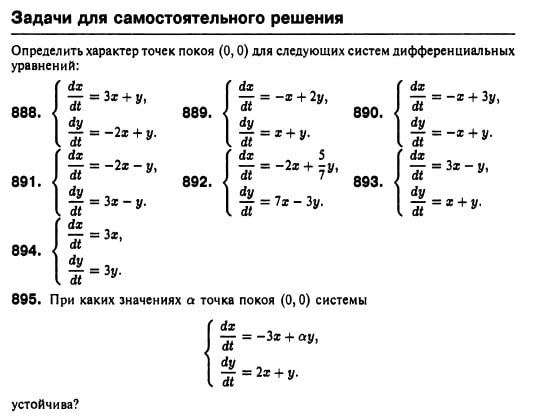 Задачи для самостоятельного решения
Определить характер точек покоя (0, 0) для следующих систем дифференциальных
уравнений:
888. { dx/dt = 3x + y, dy/dt = −2x + y. 889. { dx/dt = −x + 2y, dy/dt = x + y. 890. { dx/dt = −x + 3y, dy/dt = −x + y.
891. { dx/dt = −2x − y, dy/dt = 3x − y. 892. { dx/dt = −2x + 5/7 y, dy/dt = 7x − 3y. 893. { dx/dt = 3x − y, dy/dt = x + y.
894. { dx/dt = 3x, dy/dt = 3y.
895. При каких значениях α точка покоя (0, 0) системы
{ dx/dt = −3x + αy, dy/dt = 2x + y.
устойчива?